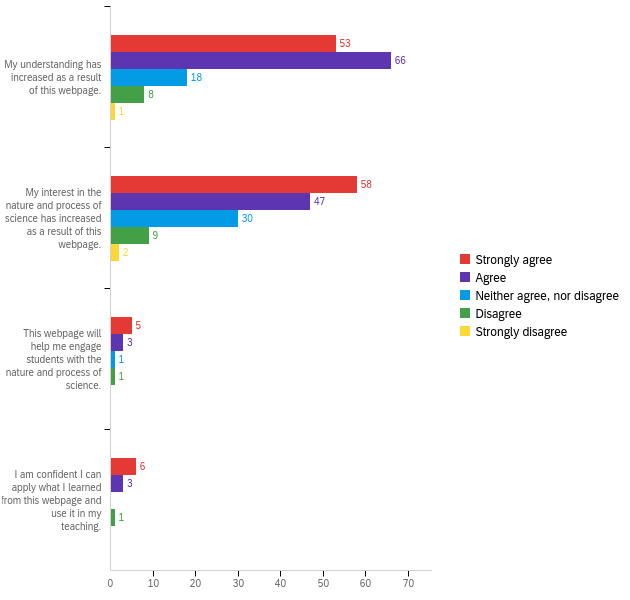 My understanding has
increased as a result
of this webpage.
53
66
18
8
1
My interest in the
nature and process of
science has increased
as a result of this
webpage.
58
47
30
9
2
This webpage will
help me engage
students with the
nature and process of
science.
5
3
1
1
I am confident I can
apply what I learned
from this webpage and
use it in my
teaching.
6
3
1
0 10 20 30 40 50 60 70
Strongly agree
Agree
Neither agree, nor disagree
Disagree
Strongly disagree